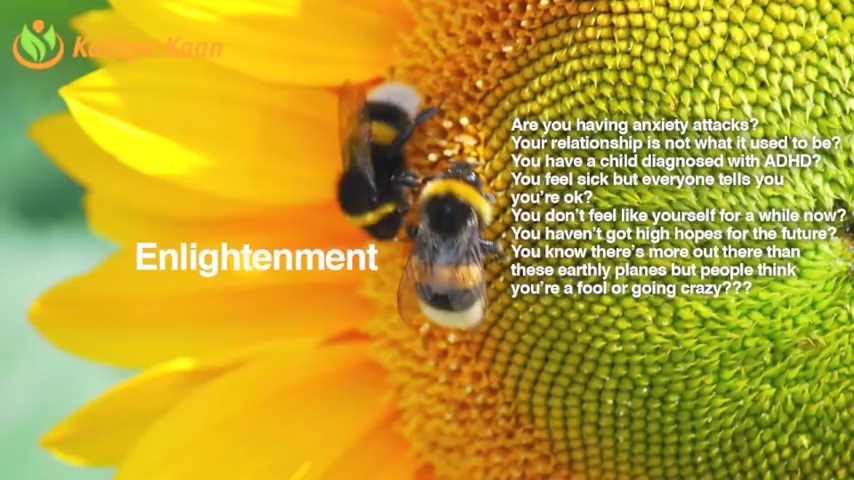 Kathya Kaan
Enlightenment
Are you having anxiety attacks?
Your relationship is not what it used to be?
You have a child diagnosed with ADHD?
You feel sick but everyone tells you
you're ok?
You don't feel like yourself for a while now?
You haven't got high hopes for the future?
You know there's more out there than
these earthly planes but people think
you're a fool or going crazy???